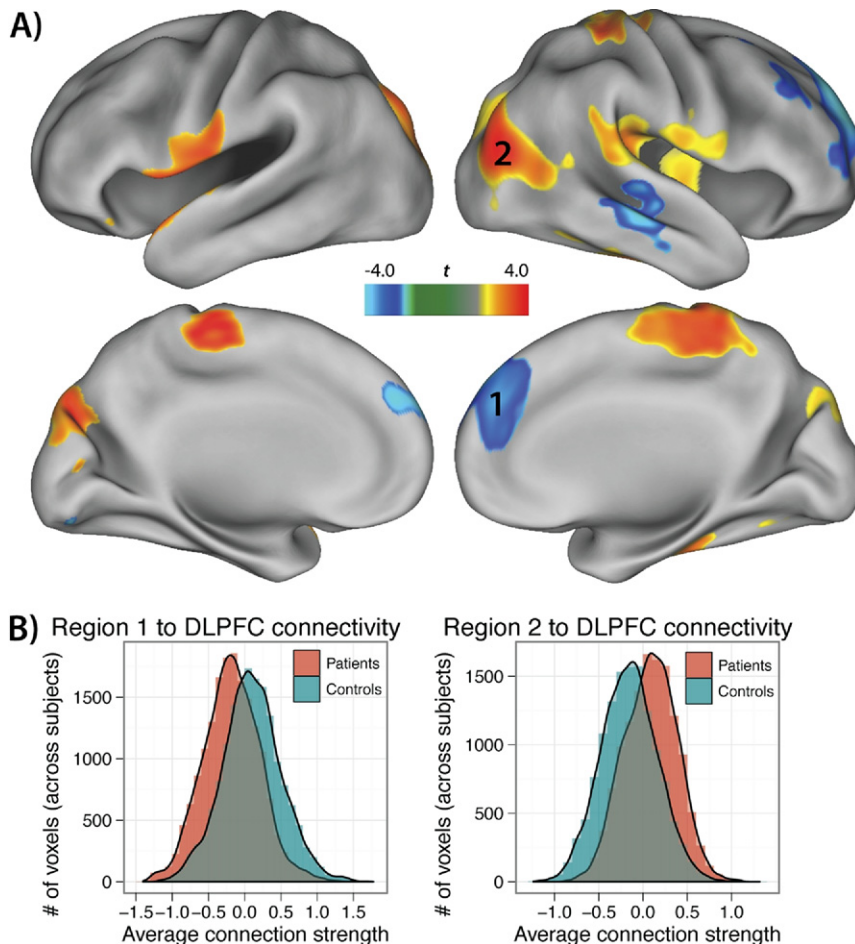 A)
2
-4.0 t 4.0
1
B)
Region 1 to DLPFC connectivity
# of voxels (across subjects)
1500
1000
500
0
Patients
Controls
-1.5 -1.0 -0.5 0.0 0.5 1.0 1.5
Average connection strength
Region 2 to DLPFC connectivity
# of voxels (across subjects)
1500
1000
500
0
Patients
Controls
-1.0 -0.5 0.0 0.5 1.0
Average connection strength